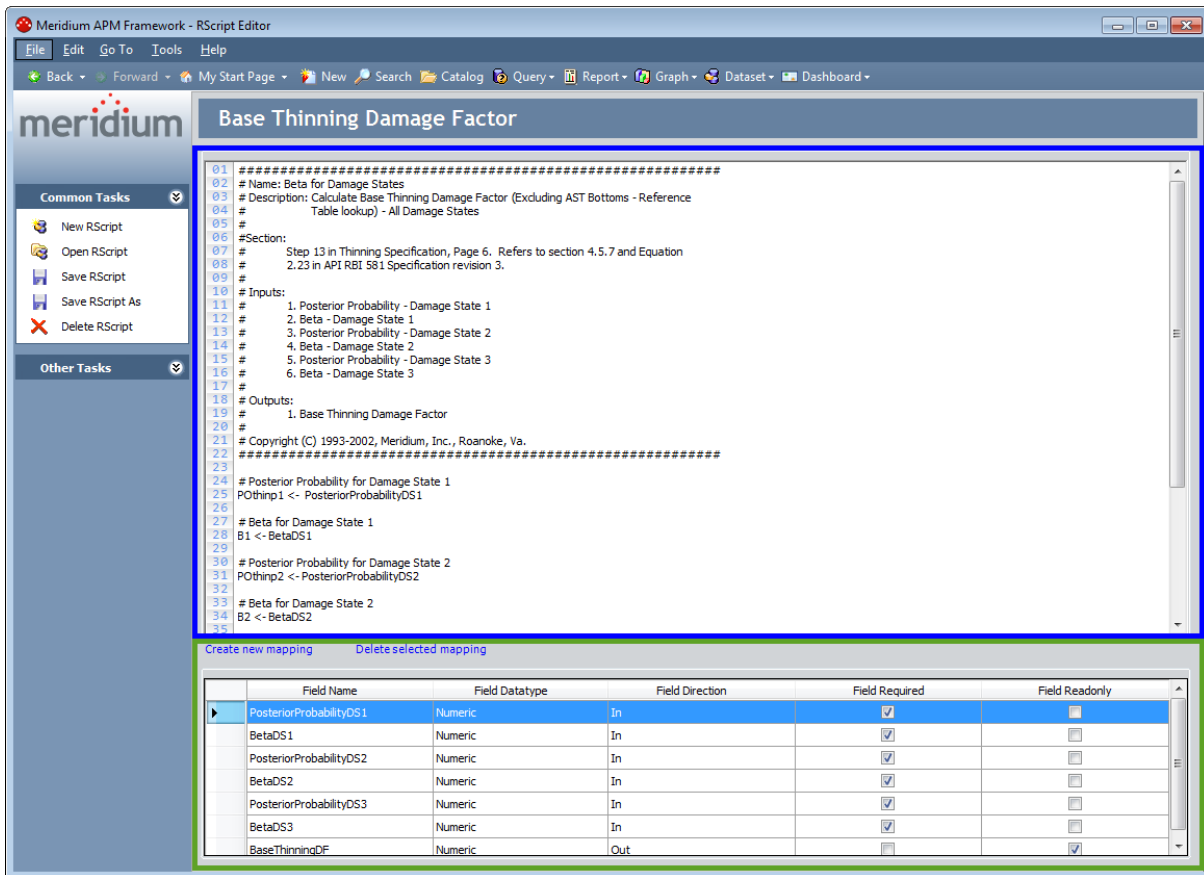 Meridium APM Framework - RScript Editor
File Edit Go To Tools Help
Back Forward My Start Page New Search Catalog Query Report Graph Dataset Dashboard
meridium
Base Thinning Damage Factor
Common Tasks
New RScript
Open RScript
Save RScript
Save RScript As
Delete RScript
Other Tasks
01 ##########################################################
02 # Name: Beta for Damage States
03 # Description: Calculate Base Thinning Damage Factor (Excluding AST Bottoms - Reference
04 # Table lookup) - All Damage States
05 #
06 #Section:
07 # Step 13 in Thinning Specification, Page 6. Refers to section 4.5.7 and Equation
08 # 2.23 in API RBI 581 Specification revision 3.
09 #
10 # Inputs:
11 # 1. Posterior Probability - Damage State 1
12 # 2. Beta - Damage State 1
13 # 3. Posterior Probability - Damage State 2
14 # 4. Beta - Damage State 2
15 # 5. Posterior Probability - Damage State 3
16 # 6. Beta - Damage State 3
17 #
18 # Outputs:
19 # 1. Base Thinning Damage Factor
20 #
21 # Copyright (C) 1993-2002, Meridium, Inc., Roanoke, Va.
22 ##########################################################
23
24 # Posterior Probability for Damage State 1
25 POthinp1 <- PosteriorProbabilityDS1
26
27 # Beta for Damage State 1
28 B1 <- BetaDS1
29
30 # Posterior Probability for Damage State 2
31 POthinp2 <- PosteriorProbabilityDS2
32
33 # Beta for Damage State 2
34 B2 <- BetaDS2
35
Create new mapping Delete selected mapping
Field Name Field Datatype Field Direction Field Required Field Readonly
PosteriorProbabilityDS1 Numeric In
BetaDS1 Numeric In
PosteriorProbabilityDS2 Numeric In
BetaDS2 Numeric In
PosteriorProbabilityDS3 Numeric In
BetaDS3 Numeric In
BaseThinningDF Numeric Out